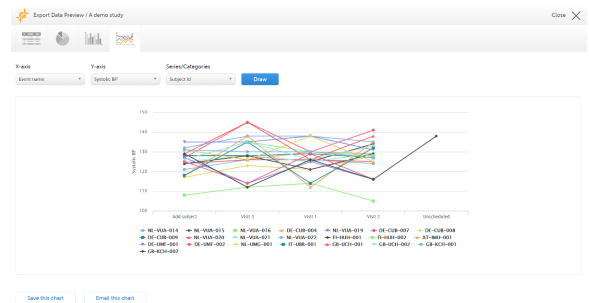 Export Data Preview / A demo study
Close
X-axis
Y-axis
Series/Categories
Event name
Systolic BP
Subject Id
Draw
150
140
130
120
110
100
Systolic BP
Add subject
Visit 3
Visit 1
Visit 2
Unscheduled
NL-VUA-014 NL-VUA-015 NL-VUA-016 DE-CUB-004 NL-VUA-019 DE-CUB-007 DE-CUB-008
DE-CUB-009 NL-VUA-020 NL-VUA-021 NL-VUA-022 FI-HUH-001 FI-HUH-002 AT-IMU-001
DE-UMF-001 DE-UMF-002 NL-UMG-001 IT-UBR-001 GB-UCH-001 GB-UCH-002 GB-KCH-001
GB-KCH-002
Save this chart
Email this chart